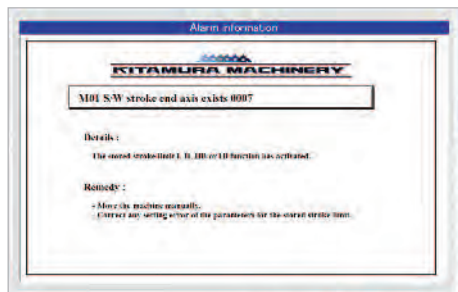 Alarm information
KITAMURA MACHINERY
M01 S/W stroke end axis exists 0007
Details :
The stored stroke limit I, II, IIB or IB function has activated.
Remedy :
- Move the machine manually.
- Correct any setting error of the parameters for the stored stroke limit.